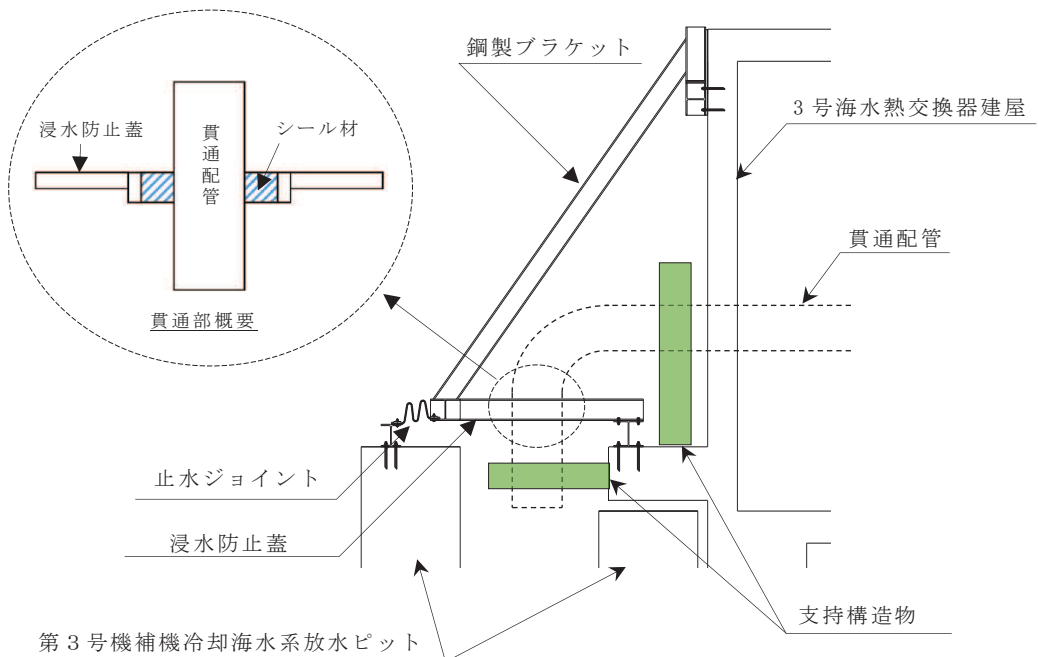 鋼製ブラケット
浸水防止蓋
シール材
貫通配管
貫通部概要
3号海水熱交換器建屋
貫通配管
止水ジョイント
浸水防止蓋
支持構造物
第3号機補機冷却海水系放水ピット